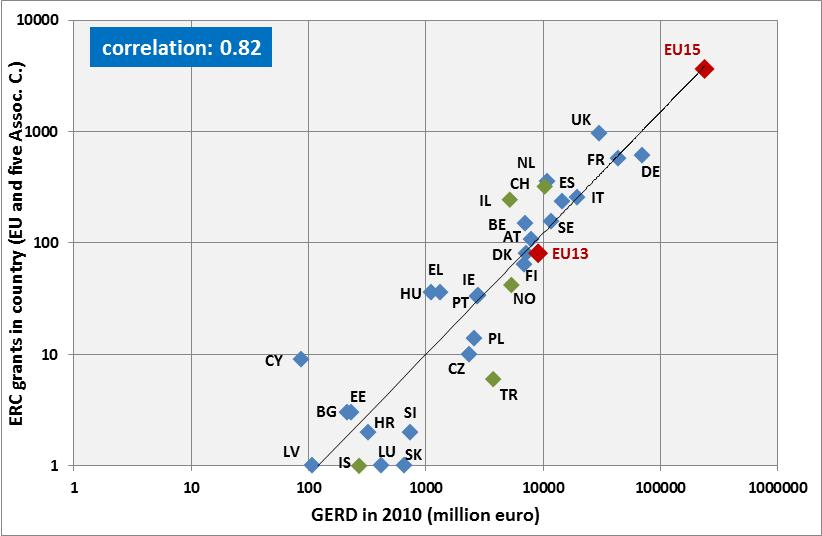 10000
correlation: 0.82
EU15
1000
UK
FR
DE
NL
CH
ES
IL
IT
BE
SE
AT
100
DK
EU13
FI
EL
IE
HU
PT
NO
PL
10
CY
CZ
TR
EE
BG
SI
HR
LV
IS
LU
SK
1
1 10 100 1000 10000 100000 1000000
GERD in 2010 (million euro)
ERC grants in country (EU and five Assoc. C.)